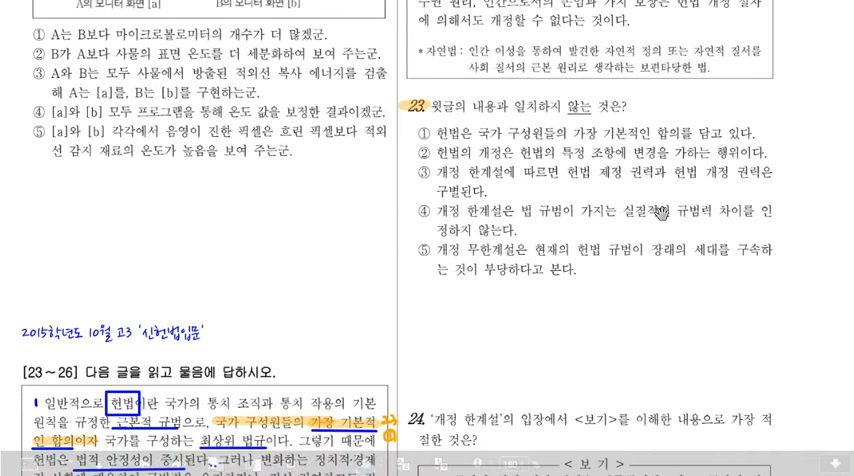 A의 모니터 화면 [a]
B의 모니터 화면 [b]
① A는 B보다 마이크로볼로미터의 개수가 더 많겠군.
② B가 A보다 사물의 표면 온도를 더 세분화하여 보여 주는군.
③ A와 B는 모두 사물에서 방출된 적외선 복사 에너지를 검출
해 A는 [a]를, B는 [b]를 구현하는군.
④ [a]와 [b] 모두 프로그램을 통해 온도 값을 보정한 결과이겠군.
⑤ [a]와 [b] 각각에서 음영이 진한 픽셀은 흐린 픽셀보다 적외
선 감지 재료의 온도가 높음을 보여 주는군.
2015학년도 10월 고3 '신헌법입문'
[23~26] 다음 글을 읽고 물음에 답하시오.
일반적으로 헌법이란 국가의 통치 조직과 통치 작용의 기본
원칙을 규정한 근본적 규범으로, 국가 구성원들의 가장 기본적
인 합의이자 국가를 구성하는 최상위 법규이다. 그렇기 때문에
헌법은 법적 안정성이 중시된다. 그러나 변화하는 정치적·경제
에 의해서도 개정할 수 없다는 것이다.
* 자연법 : 인간 이성을 통하여 발견한 자연적 정의 또는 자연적 질서를
사회 질서의 근본 원리로 생각하는 보편타당한 법.
23. 윗글의 내용과 일치하지 않는 것은?
① 헌법은 국가 구성원들의 가장 기본적인 합의를 담고 있다.
② 헌법의 개정은 헌법의 특정 조항에 변경을 가하는 행위이다.
③ 개정 한계설에 따르면 헌법 제정 권력과 헌법 개정 권력은
구별된다.
④ 개정 한계설은 법 규범이 가지는 실질적인 규범력 차이를 인
정하지 않는다.
⑤ 개정 무한계설은 현재의 헌법 규범이 장래의 세대를 구속하
는 것이 부당하다고 본다.
24. '개정 한계설'의 입장에서 <보기>를 이해한 내용으로 가장 적
절한 것은?
< 보 기 >